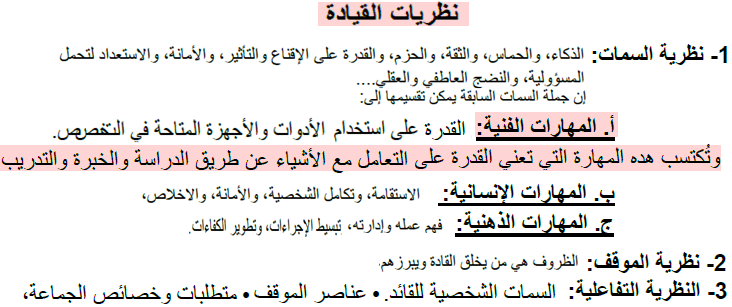 نظريات القيادة
1- نظرية السمات: الذكاء، والحماس، والثقة، والحزم، والقدرة على الإقناع والتأثير، والأمانة، والاستعداد لتحمل
المسؤولية، والنضج العاطفي والعقلي....
إن جملة السمات السابقة يمكن تقسيمها إلى:
أ. المهارات الفنية: القدرة على استخدام الأدوات والأجهزة المتاحة في التخصص.
وتُكتسب هده المهارة التي تعني القدرة على التعامل مع الأشياء عن طريق الدراسة والخبرة والتدريب
ب. المهارات الإنسانية: الاستقامة، وتكامل الشخصية، والأمانة، والاخلاص،
ج. المهارات الذهنية: فهم عمله وإدارته، تبسيط الإجراءات، وتطوير الكفاءات.
2- نظرية الموقف: الظروف هي من يخلق القادة ويبرزهم
3- النظرية التفاعلية: السمات الشخصية للقائد. • عناصر الموقف • متطلبات وخصائص الجماعة،